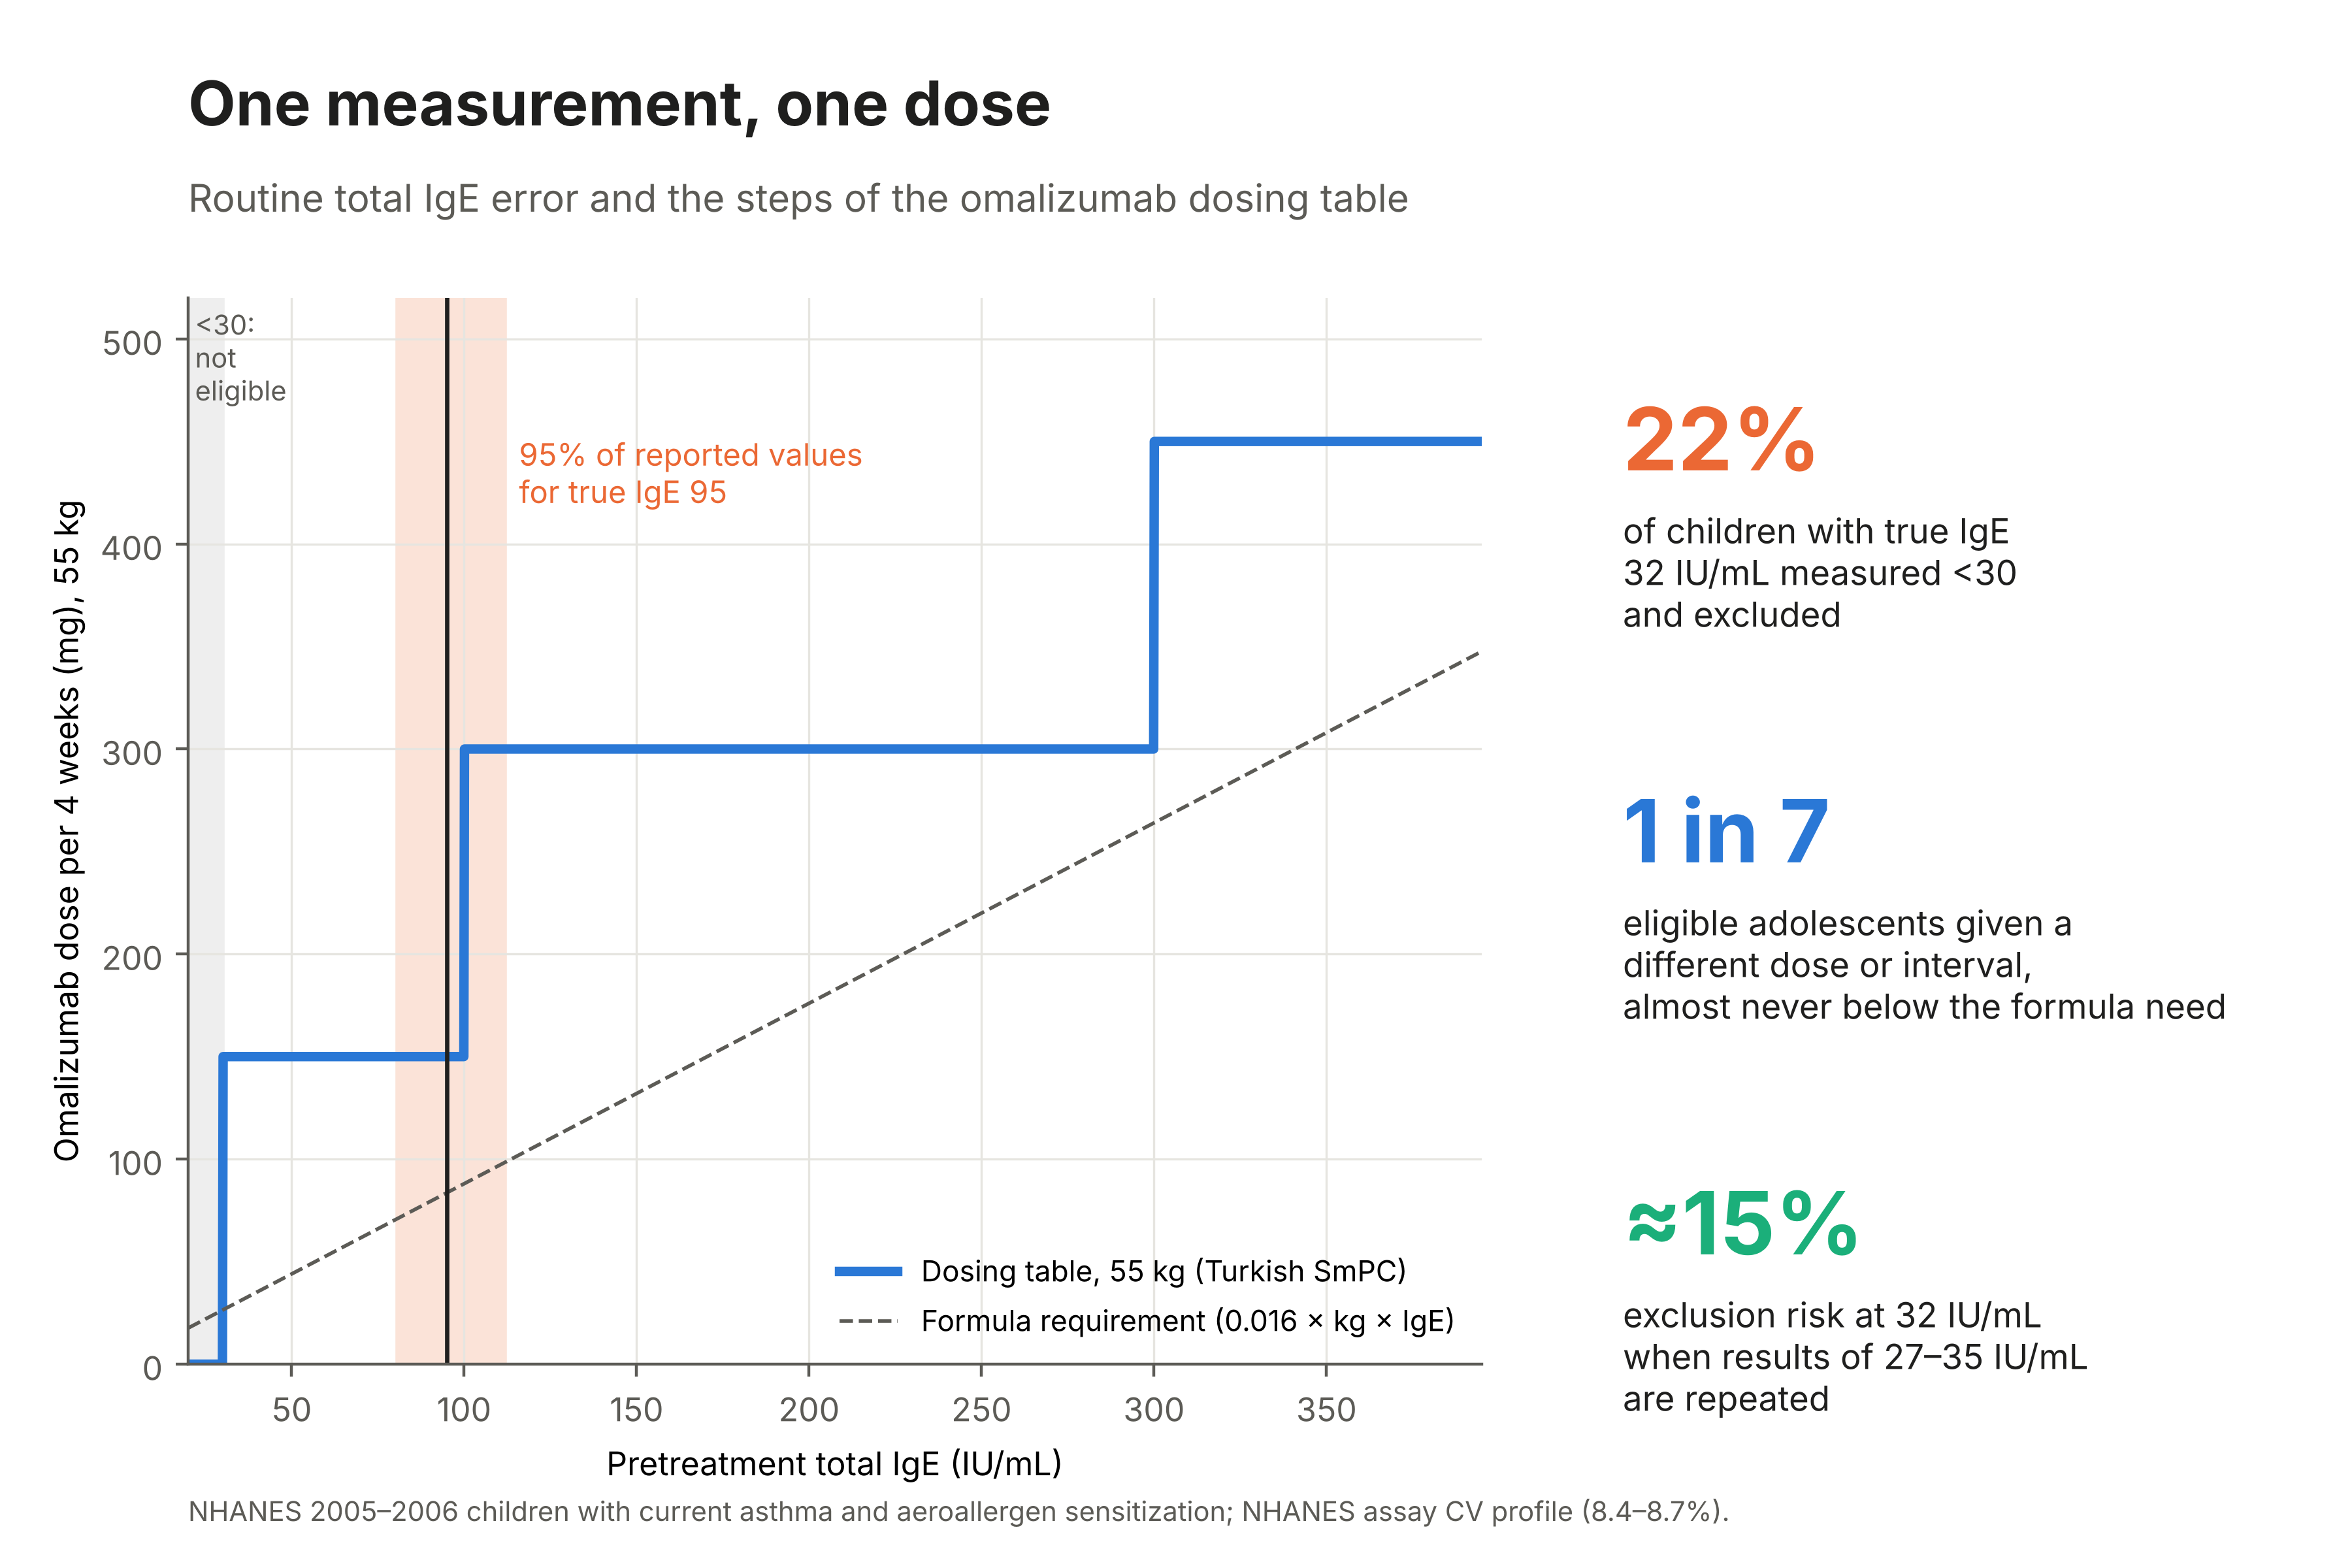 One measurement, one dose
Routine total IgE error and the steps of the omalizumab dosing table
<30:
not
eligible
95% of reported values
for true IgE 95
500
400
300
200
100
0
Omalizumab dose per 4 weeks (mg), 55 kg
Dosing table, 55 kg (Turkish SmPC)
Formula requirement (0.016 × kg × IgE)
50 100 150 200 250 300 350
Pretreatment total IgE (IU/mL)
22%
of children with true IgE
32 IU/mL measured <30
and excluded
1 in 7
eligible adolescents given a
different dose or interval,
almost never below the formula need
≈15%
exclusion risk at 32 IU/mL
when results of 27–35 IU/mL
are repeated
NHANES 2005–2006 children with current asthma and aeroallergen sensitization; NHANES assay CV profile (8.4–8.7%).